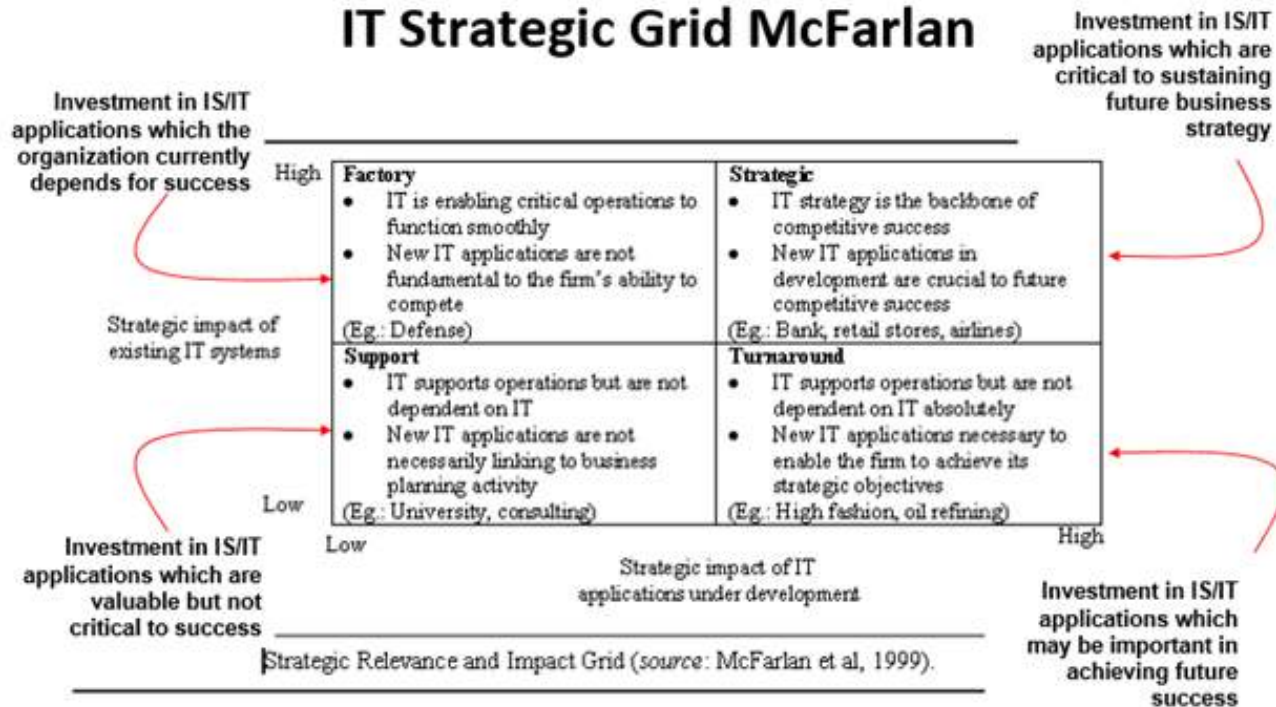 IT Strategic Grid McFarlan
Investment in IS/IT
applications which the
organization currently
depends for success
Investment in IS/IT
applications which are
critical to sustaining
future business
strategy
High
Factory
• IT is enabling critical operations to
function smoothly
• New IT applications are not
fundamental to the firm's ability to
compete
(Eg.: Defense)
Strategic
• IT strategy is the backbone of
competitive success
• New IT applications in
development are crucial to future
competitive success
(Eg.: Bank, retail stores, airlines)
Strategic impact of
existing IT systems
Support
• IT supports operations but are not
dependent on IT
• New IT applications are not
necessarily linking to business
planning activity
(Eg.: University, consulting)
Turnaround
• IT supports operations but are not
dependent on IT absolutely
• New IT applications necessary to
enable the firm to achieve its
strategic objectives
(Eg.: High fashion, oil refining)
Low
Low
High
Strategic impact of IT
applications under development
Investment in IS/IT
applications which are
valuable but not
critical to success
Investment in IS/IT
applications which
may be important in
achieving future
success
Strategic Relevance and Impact Grid (source: McFarlan et al, 1999).